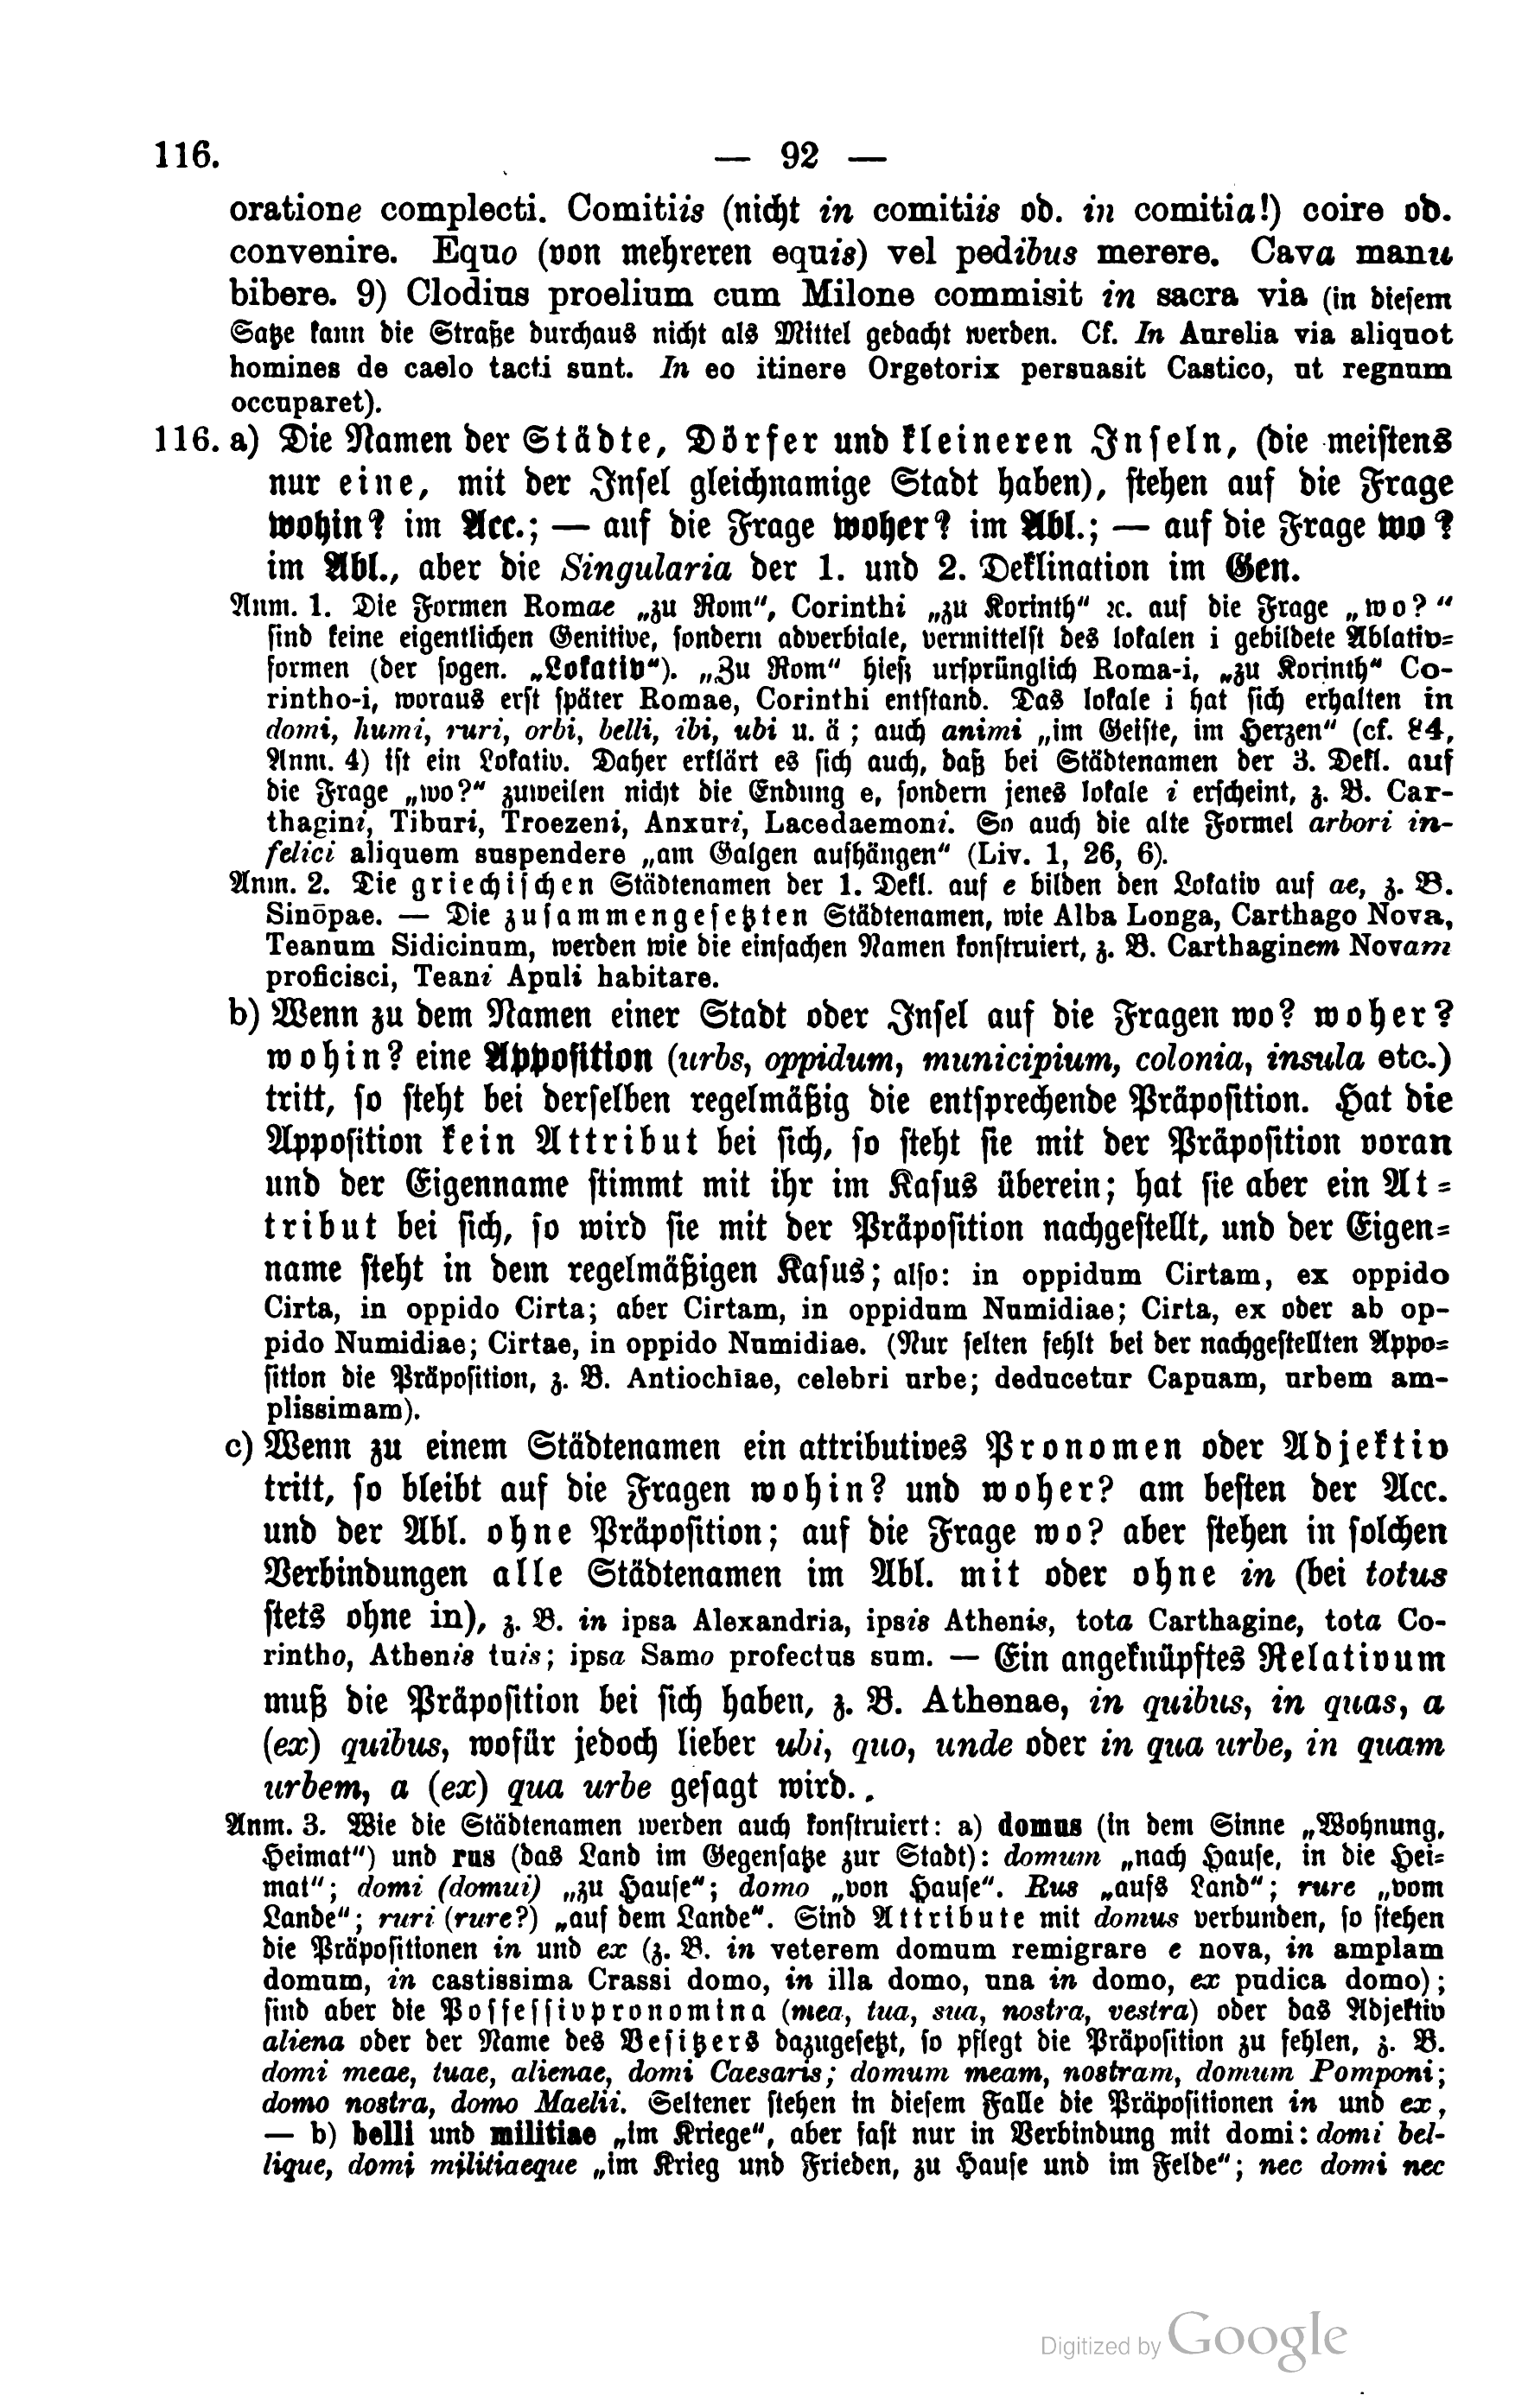 116. — 92 —
oratione complecti. Comitiis (nicht in comitiis od. in comitia!) coire od.
convenire. Equo (von mehreren equis) vel pedibus merere. Cava manu
bibere. 9) Clodius proelium cum Milone commisit in sacra via (in diesem
Satze kann die Straße durchaus nicht als Mittel gedacht werden. Cf. In Aurelia via aliquot
homines de caelo tacti sunt. In eo itinere Orgetorix persuasit Castico, ut regnum
occuparet).
116. a) Die Namen der Städte, Dörfer und kleineren Inseln, (die meistens
nur eine, mit der Insel gleichnamige Stadt haben), stehen auf die Frage
wohin? im Acc.; — auf die Frage woher? im Abl.; — auf die Frage wo?
im Abl., aber die Singularia der 1. und 2. Deklination im Gen.
Anm. 1. Die Formen Romae „zu Rom“, Corinthi „zu Korinth“ ꝛc. auf die Frage „wo?“
sind keine eigentlichen Genitive, sondern adverbiale, vermittelst des lokalen i gebildete Ablativ=
formen (der sogen. „Lokativ“). „Zu Rom“ hieß ursprünglich Roma-i, „zu Korinth“ Co-
rintho-i, woraus erst später Romae, Corinthi entstand. Das lokale i hat sich erhalten in
domi, humi, ruri, orbi, belli, ibi, ubi u. ä; auch animi „im Geiste, im Herzen“ (cf. 84,
Anm. 4) ist ein Lokativ. Daher erklärt es sich auch, daß bei Städtenamen der 3. Dekl. auf
die Frage „wo?“ zuweilen nicht die Endung e, sondern jenes lokale i erscheint, z. B. Car-
thagini, Tiburi, Troezeni, Anxuri, Lacedaemoni. So auch die alte Formel arbori in-
felici aliquem suspendere „am Galgen aufhängen“ (Liv. 1, 26, 6).
Anm. 2. Die griechischen Städtenamen der 1. Dekl. auf e bilden den Lokativ auf ae, z. B.
Sinōpae. — Die zusammengesetzten Städtenamen, wie Alba Longa, Carthago Nova,
Teanum Sidicinum, werden wie die einfachen Namen konstruiert, z. B. Carthaginem Novam
proficisci, Teani Apuli habitare.
b) Wenn zu dem Namen einer Stadt oder Insel auf die Fragen wo? woher?
wohin? eine Apposition (urbs, oppidum, municipium, colonia, insula etc.)
tritt, so steht bei derselben regelmäßig die entsprechende Präposition. Hat die
Apposition kein Attribut bei sich, so steht sie mit der Präposition voran
und der Eigenname stimmt mit ihr im Kasus überein; hat sie aber ein At=
tribut bei sich, so wird sie mit der Präposition nachgestellt, und der Eigen=
name steht in dem regelmäßigen Kasus; also: in oppidum Cirtam, ex oppido
Cirta, in oppido Cirta; aber Cirtam, in oppidum Numidiae; Cirta, ex oder ab op-
pido Numidiae; Cirtae, in oppido Numidiae. (Nur selten fehlt bei der nachgestellten Appo=
sition die Präposition, z. B. Antiochīae, celebri urbe; deducetur Capuam, urbem am-
plissimam).
c) Wenn zu einem Städtenamen ein attributives Pronomen oder Adjektiv
tritt, so bleibt auf die Fragen wohin? und woher? am besten der Acc.
und der Abl. ohne Präposition; auf die Frage wo? aber stehen in solchen
Verbindungen alle Städtenamen im Abl. mit oder ohne in (bei totus
stets ohne in), z. B. in ipsa Alexandria, ipsis Athenis, tota Carthagine, tota Co-
rintho, Athenis tuis; ipsa Samo profectus sum. — Ein angeknüpftes Relativum
muß die Präposition bei sich haben, z. B. Athenae, in quibus, in quas, a
(ex) quibus, wofür jedoch lieber ubi, quo, unde oder in qua urbe, in quam
urbem, a (ex) qua urbe gesagt wird..
Anm. 3. Wie die Städtenamen werden auch konstruiert: a) domus (in dem Sinne „Wohnung,
Heimat“) und rus (das Land im Gegensatze zur Stadt): domum „nach Hause, in die Hei=
mat“; domi (domui) „zu Hause“; domo „von Hause“. Rus „aufs Land“; rure „vom
Lande“; ruri (rure?) „auf dem Lande“. Sind Attribute mit domus verbunden, so stehen
die Präpositionen in und ex (z. B. in veterem domum remigrare e nova, in amplam
domum, in castissima Crassi domo, in illa domo, una in domo, ex pudica domo);
sind aber die Possessivpronomina (mea, tua, sua, nostra, vestra) oder das Adjektiv
aliena oder der Name des Besitzers dazugesetzt, so pflegt die Präposition zu fehlen, z. B.
domi meae, tuae, alienae, domi Caesaris; domum meam, nostram, domum Pomponi;
domo nostra, domo Maelii. Seltener stehen in diesem Falle die Präpositionen in und ex,
— b) belli und militiae „im Kriege“, aber fast nur in Verbindung mit domi: domi bel-
lique, domi militiaeque „im Krieg und Frieden, zu Hause und im Felde“; nec domi nec
Digitized by Google